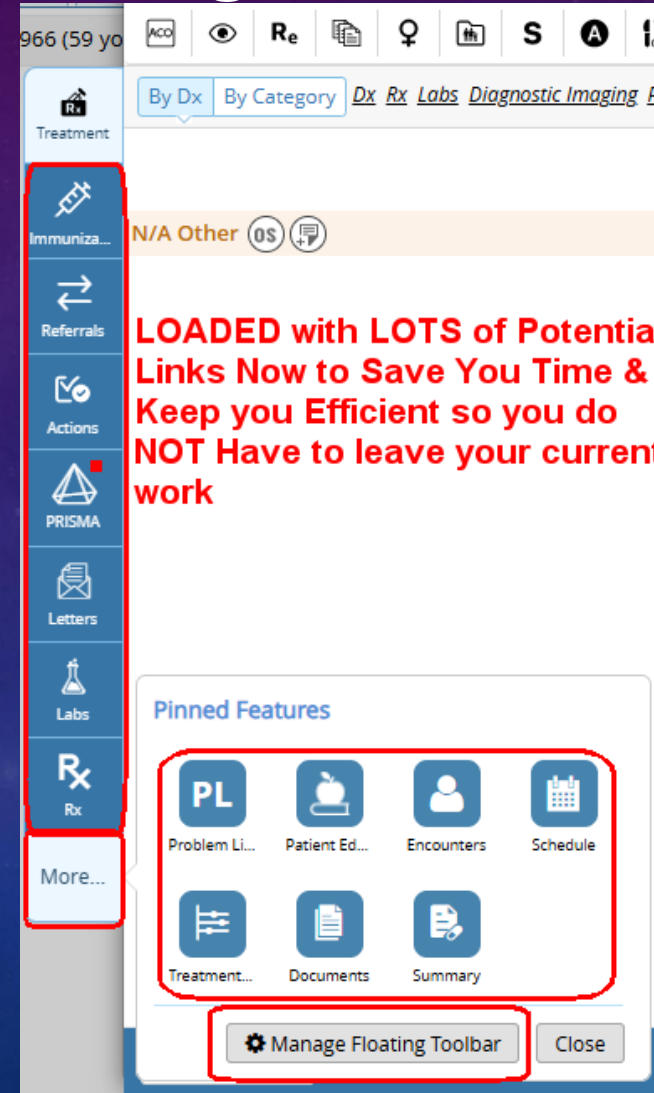 966 (59 yo
ACO
Re
S
A
Treatment
By Dx By Category Dx Rx Labs Diagnostic Imaging
Immuniza...
N/A Other OS
Referrals
LOADED with LOTS of Potentia
Links Now to Save You Time &
Keep you Efficient so you do
NOT Have to leave your current
work
Actions
PRISMA
Letters
Labs
Rx
Rx
More...
Pinned Features
PL
Problem Li... Patient Ed... Encounters Schedule
Treatment... Documents Summary
Manage Floating Toolbar Close